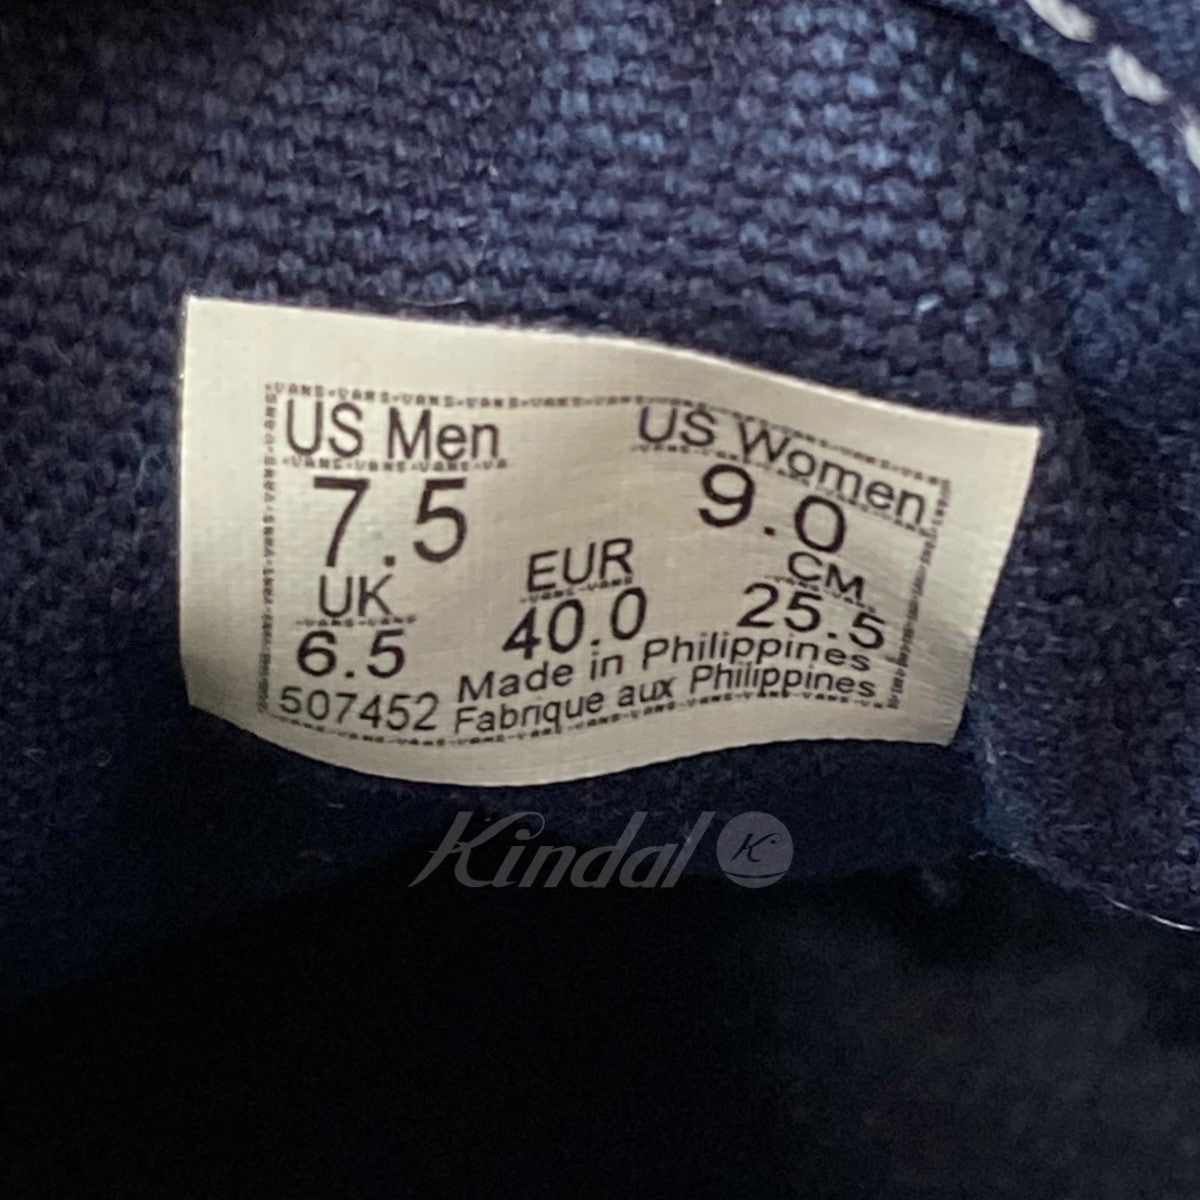 US Men US Women
7.5 9.0
UK EUR CM
6.5 40.0 25.5
Made in Philippines
507452 Fabrique aux Philippines
Kindal K